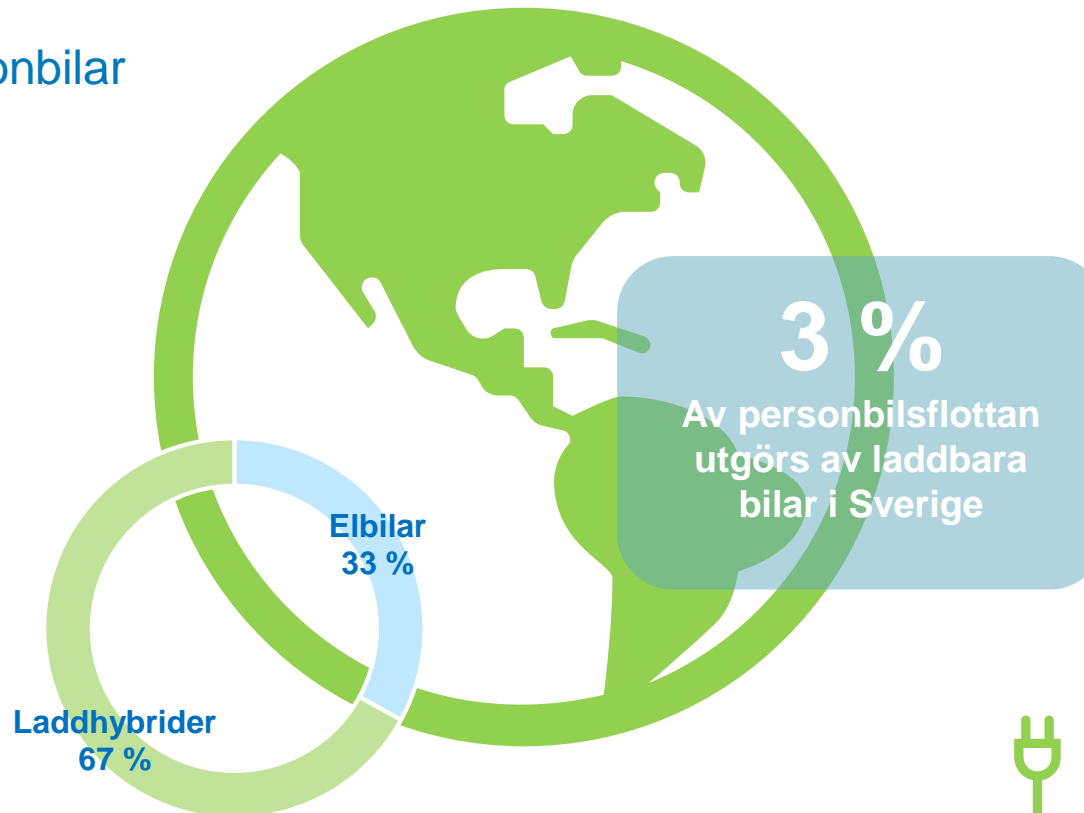 onbilar
3 %
Av personbilsflottan
utgörs av laddbara
bilar i Sverige
Elbilar
33 %
Laddhybrider
67 %